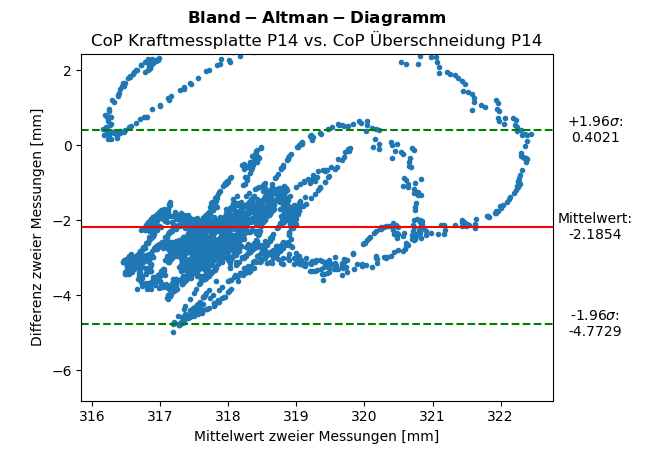 Bland − Altman − Diagramm
CoP Kraftmessplatte P14 vs. CoP Überschneidung P14
Differenz zweier Messungen [mm]
2
0
−2
−4
−6
+1.96σ:
0.4021
Mittelwert:
-2.1854
-1.96σ:
-4.7729
316 317 318 319 320 321 322
Mittelwert zweier Messungen [mm]